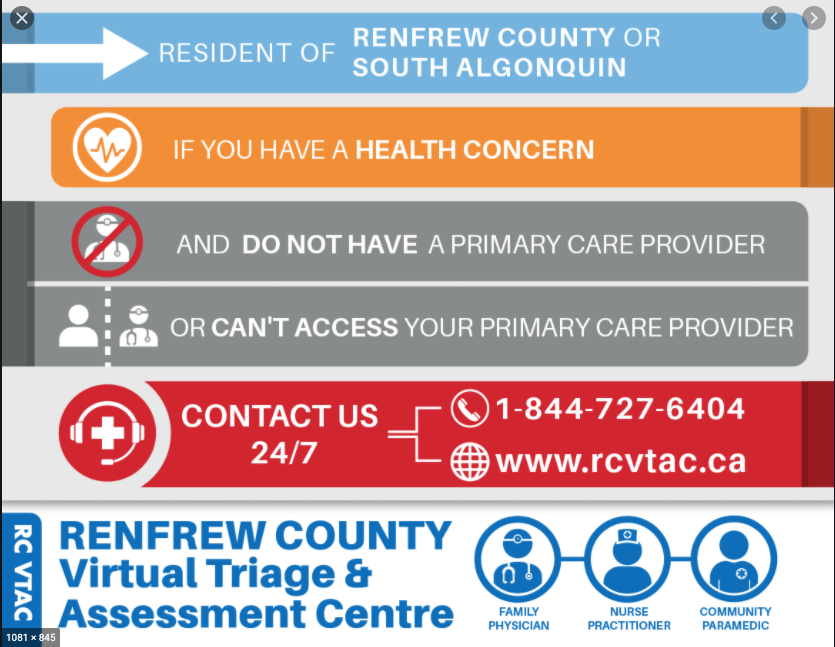 RESIDENT OF RENFREW COUNTY OR
SOUTH ALGONQUIN
IF YOU HAVE A HEALTH CONCERN
AND DO NOT HAVE A PRIMARY CARE PROVIDER
OR CAN'T ACCESS YOUR PRIMARY CARE PROVIDER
CONTACT US
24/7
1-844-727-6404
www.rcvtac.ca
RC VTAC
RENFREW COUNTY
Virtual Triage &
Assessment Centre
FAMILY
PHYSICIAN
NURSE
PRACTITIONER
COMMUNITY
PARAMEDIC
1081 × 845